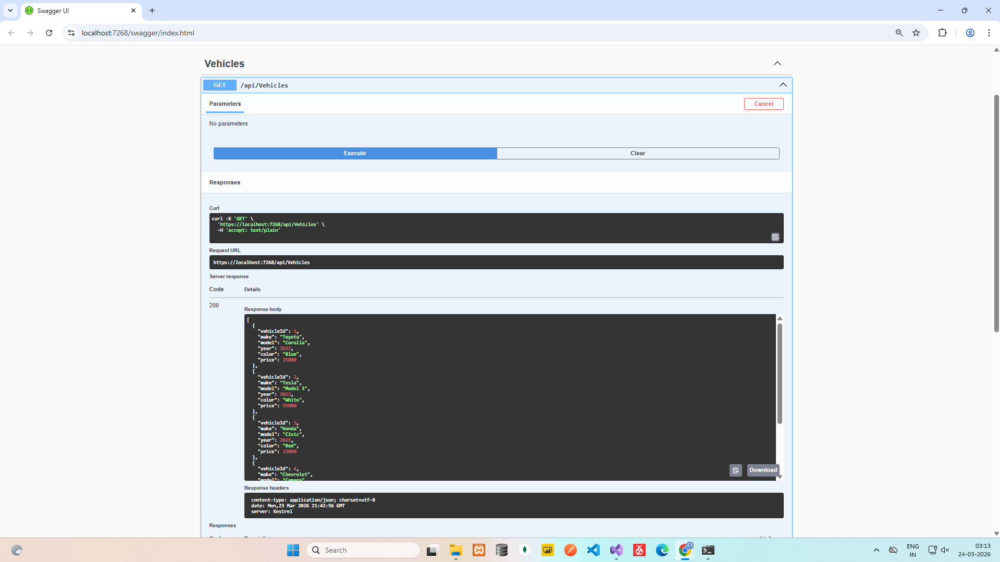 Swagger UI
localhost:7268/swagger/index.html
Vehicles
GET /api/Vehicles
Parameters
Cancel
No parameters
Execute
Clear
Responses
Curl
curl -X 'GET' \
'https://localhost:7268/api/Vehicles' \
-H 'accept: text/plain'
Request URL
https://localhost:7268/api/Vehicles
Server response
Code Details
200
Response body
[
{
"vehicleId": 1,
"make": "Toyota",
"model": "Corolla",
"year": 2022,
"color": "Blue",
"price": 25000
},
{
"vehicleId": 2,
"make": "Tesla",
"model": "Model 3",
"year": 2023,
"color": "White",
"price": 55000
},
{
"vehicleId": 3,
"make": "Honda",
"model": "Civic",
"year": 2021,
"color": "Red",
"price": 23000
},
{
"vehicleId": 4,
"make": "Chevrolet",
"model": "Camaro"
Download
Response headers
content-type: application/json; charset=utf-8
date: Mon,23 Mar 2026 21:42:56 GMT
server: Kestrel
Responses
Search
ENG
IN
03:13
24-03-2026